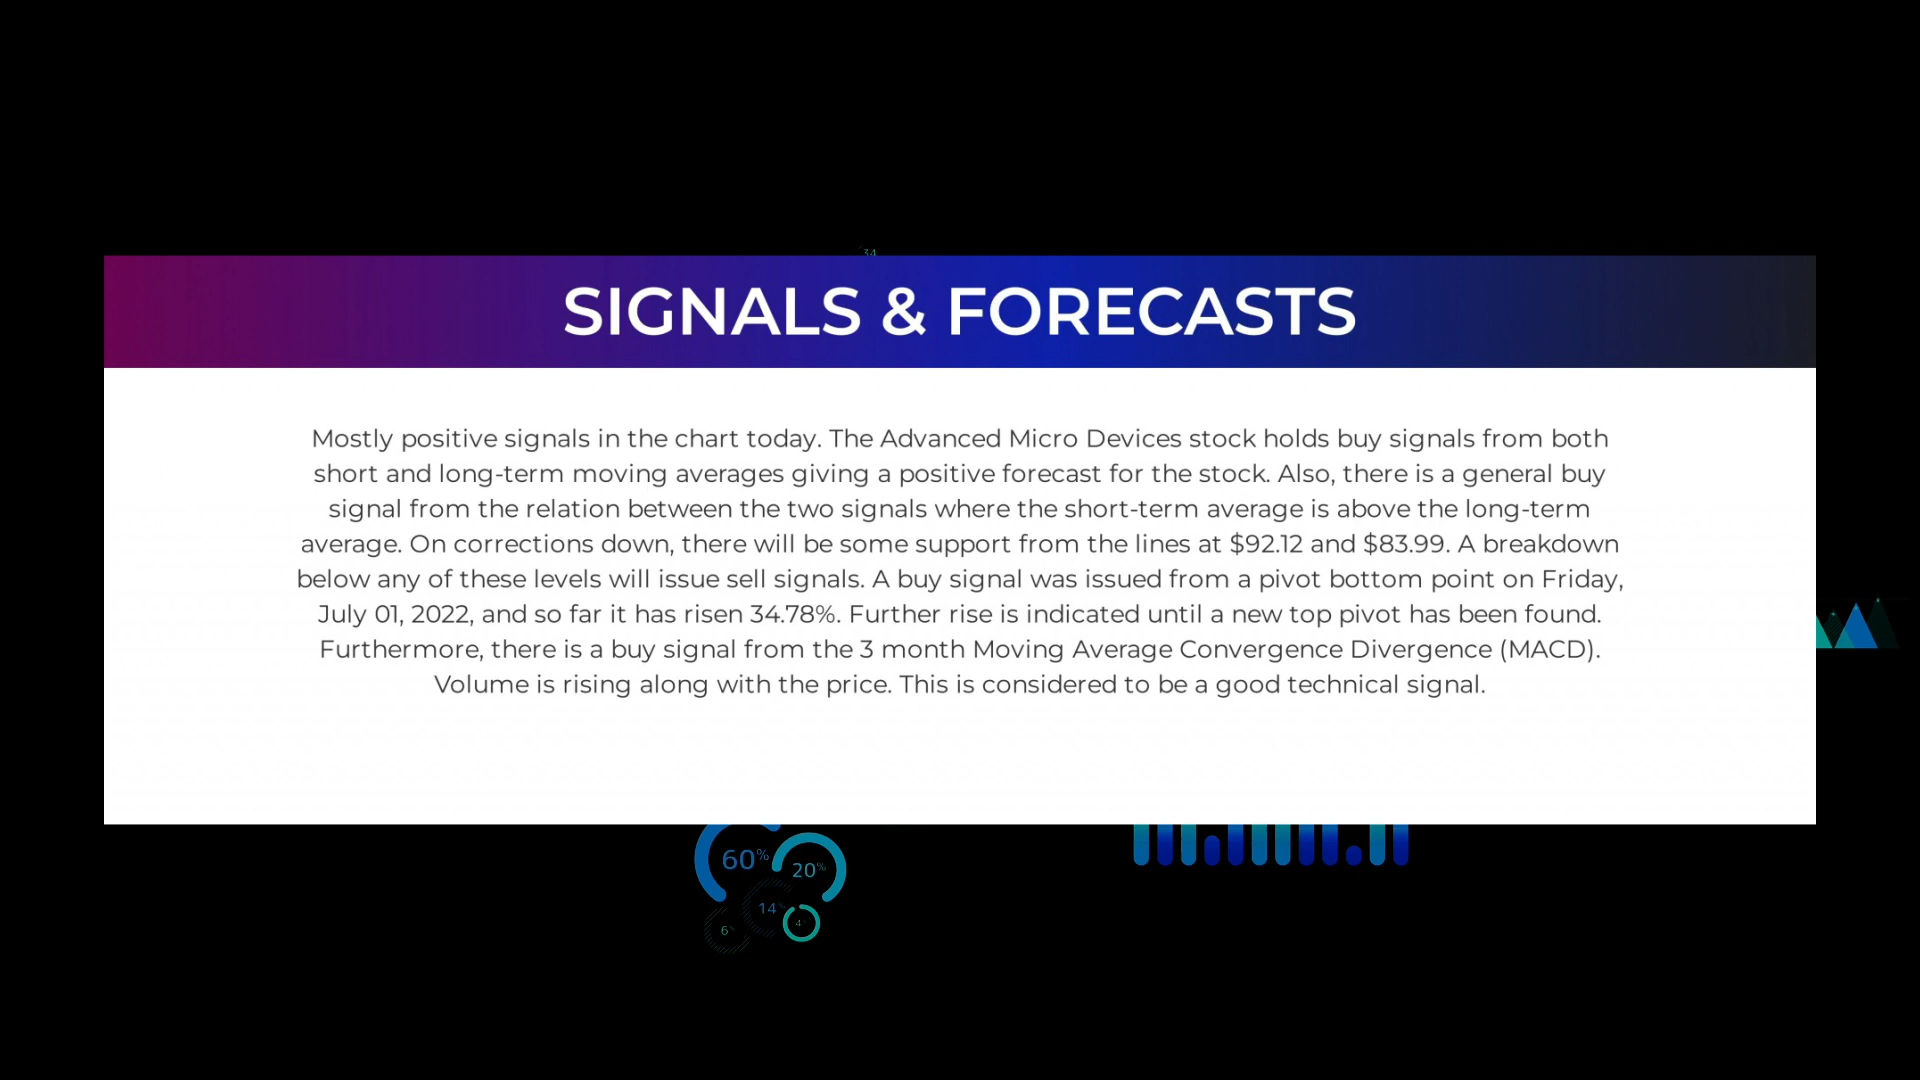 34
SIGNALS & FORECASTS
Mostly positive signals in the chart today. The Advanced Micro Devices stock holds buy signals from both
short and long-term moving averages giving a positive forecast for the stock. Also, there is a general buy
signal from the relation between the two signals where the short-term average is above the long-term
average. On corrections down, there will be some support from the lines at $92.12 and $83.99. A breakdown
below any of these levels will issue sell signals. A buy signal was issued from a pivot bottom point on Friday,
July 01, 2022, and so far it has risen 34.78%. Further rise is indicated until a new top pivot has been found.
Furthermore, there is a buy signal from the 3 month Moving Average Convergence Divergence (MACD).
Volume is rising along with the price. This is considered to be a good technical signal.
60%
20%
14%
4%
6%